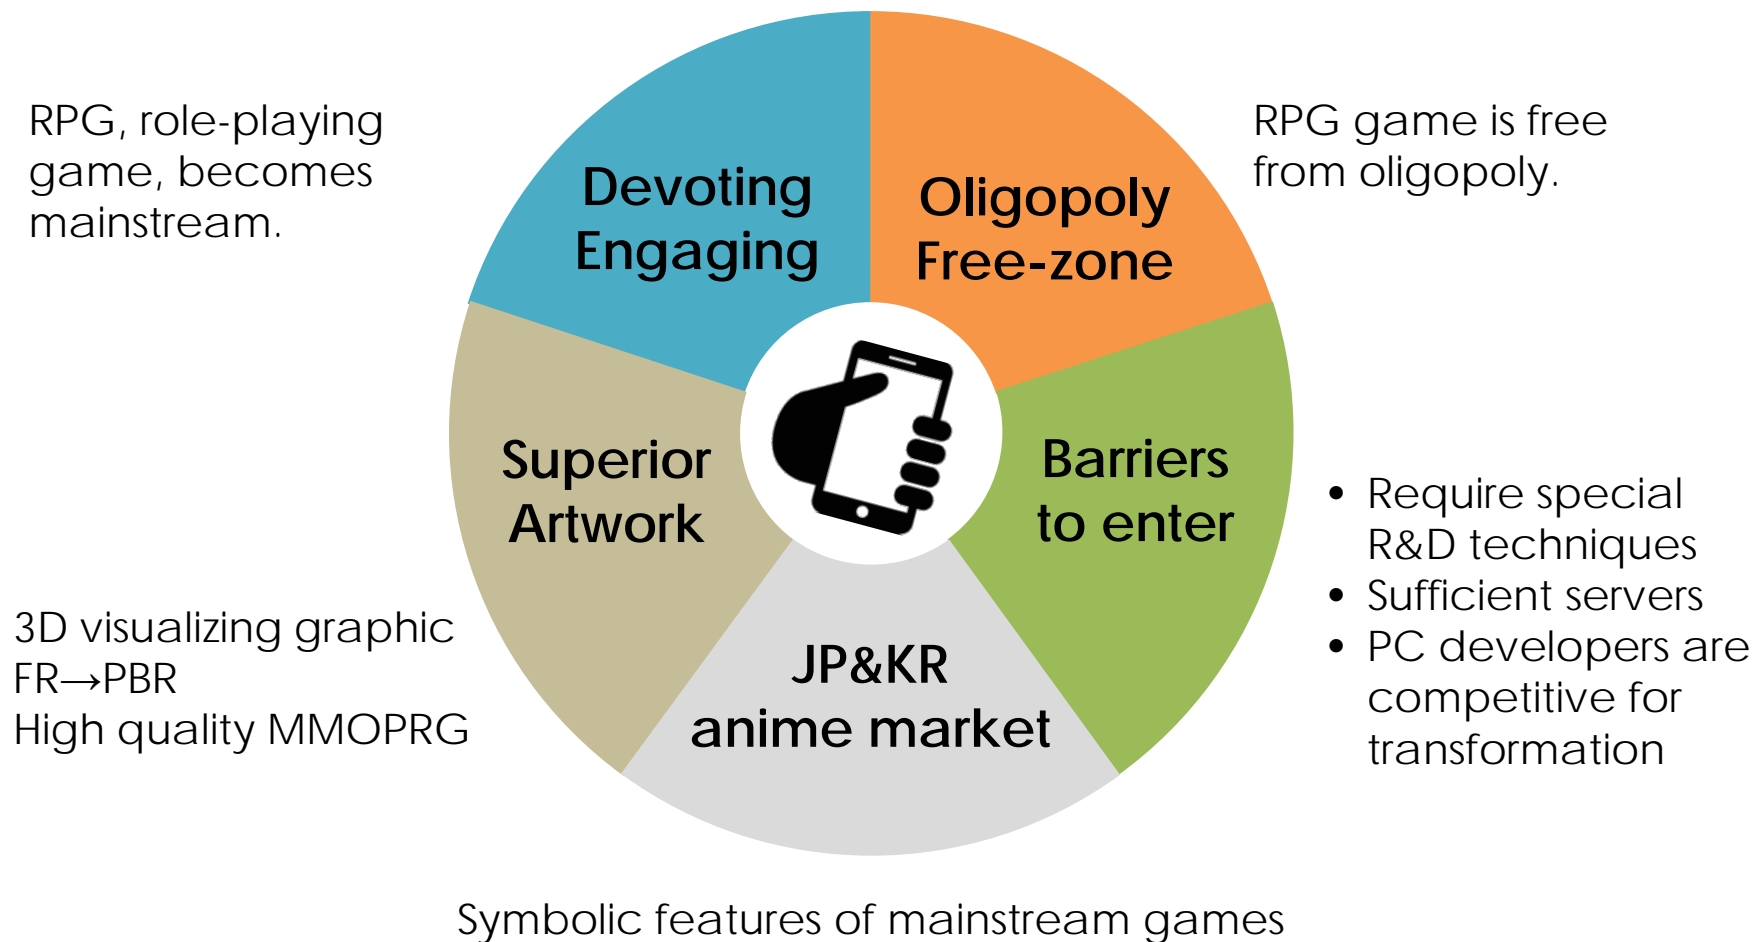 RPG, role-playing
game, becomes
mainstream.
Devoting
Engaging
Oligopoly
Free-zone
RPG game is free
from oligopoly.
Superior
Artwork
Barriers
to enter
3D visualizing graphic
FR→PBR
High quality MMOPRG
JP&KR
anime market
• Require special
R&D techniques
• Sufficient servers
• PC developers are
competitive for
transformation
Symbolic features of mainstream games